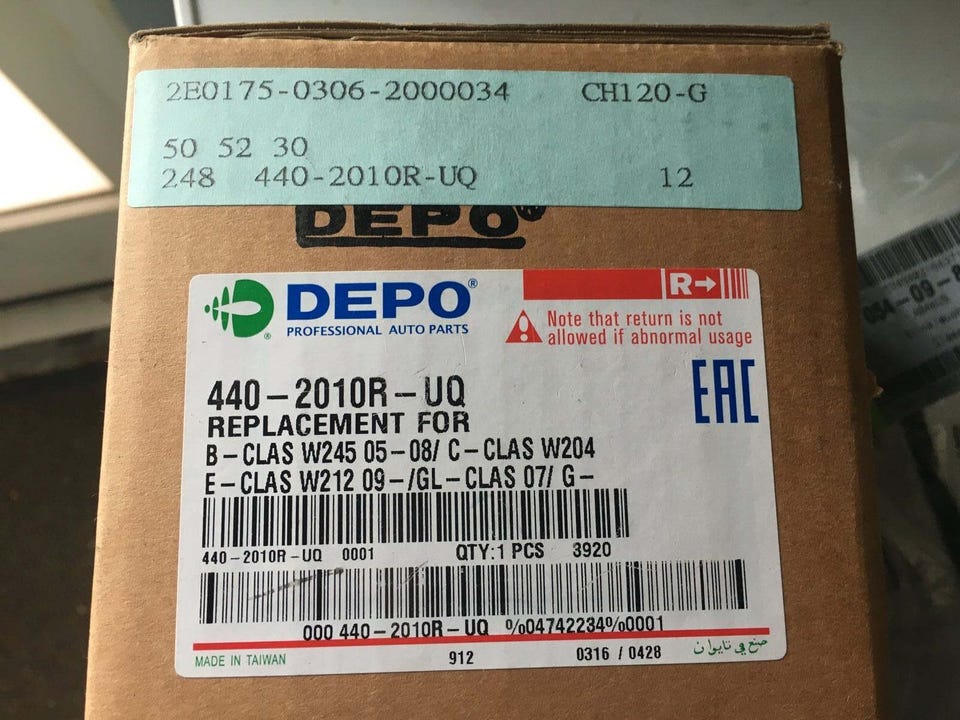 2E0175-0306-2000034 CH120-G
50 52 30
248 440-2010R-UQ 12
DEPO
DEPO®
PROFESSIONAL AUTO PARTS
®
R→
Note that return is not
allowed if abnormal usage
EAC
440-2010R-UQ
REPLACEMENT FOR
B-CLAS W245 05-08/ C-CLAS W204
E-CLAS W212 09-/GL-CLAS 07/ G-
440-2010R-UQ 0001 QTY:1 PCS 3920
000 440-2010R-UQ %04742234%0001
MADE IN TAIWAN 912 0316 / 0428 صنع في تايوان